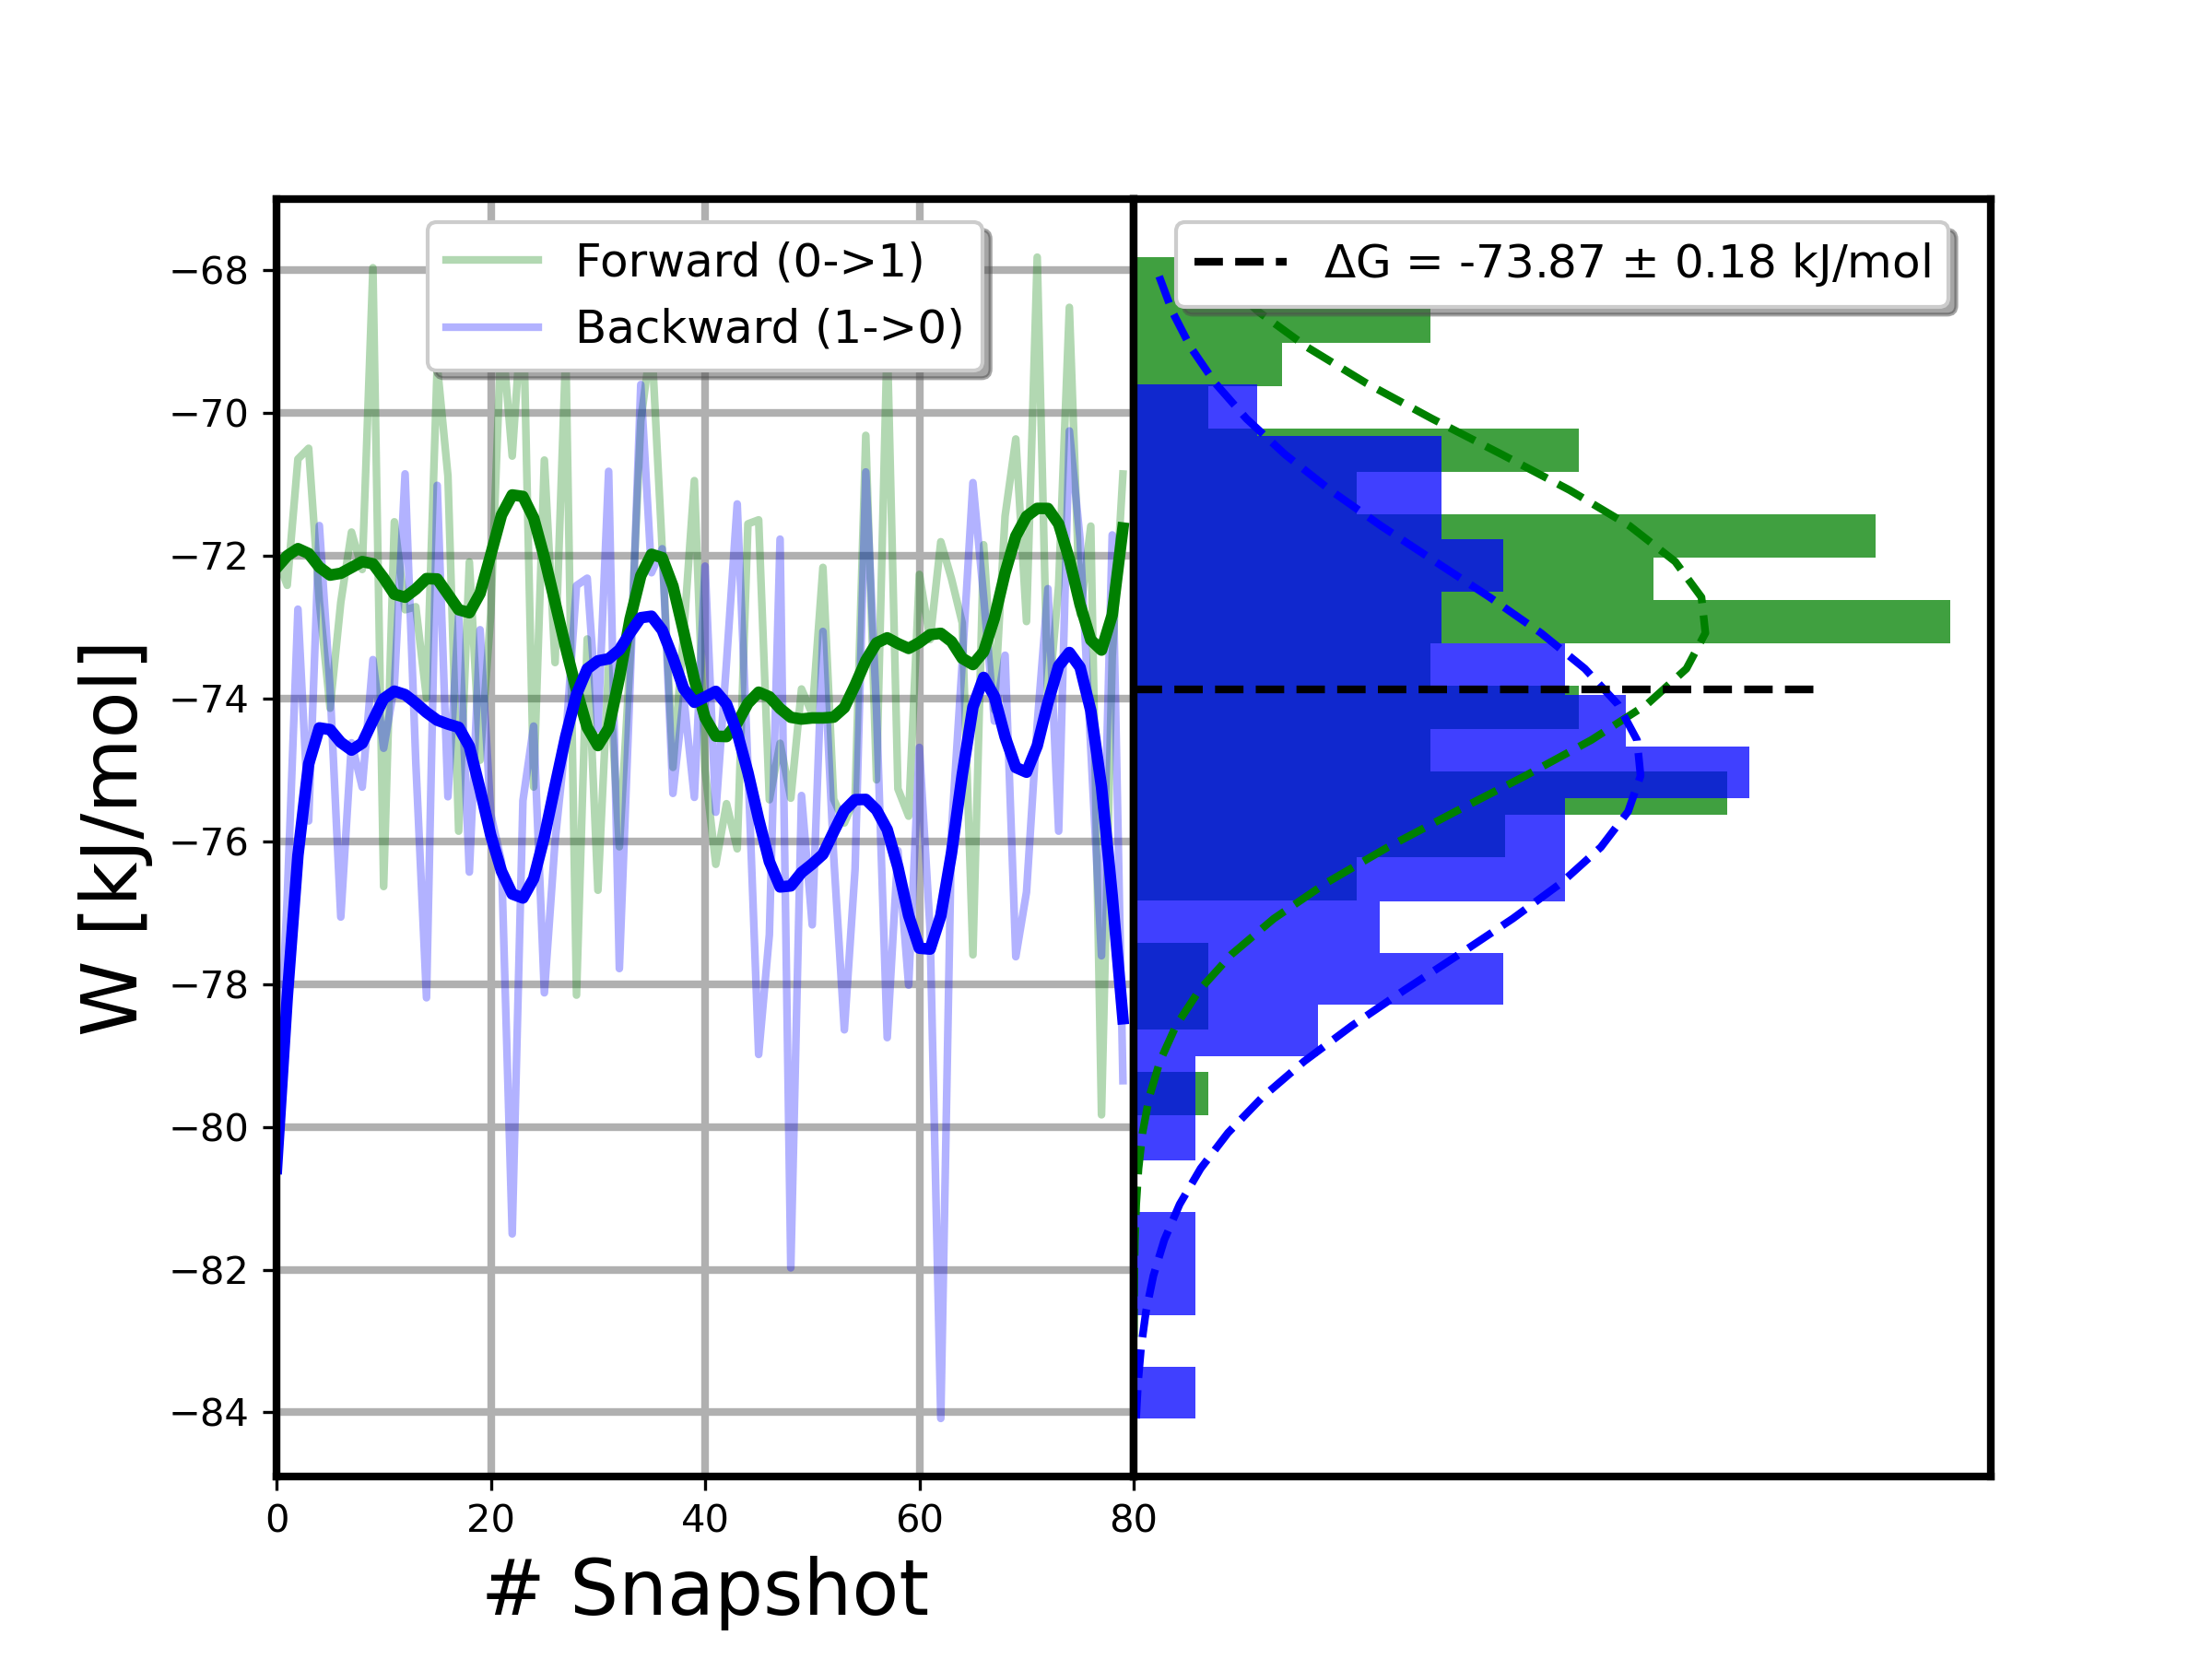 Forward (0->1)
Backward (1->0)
ΔG = -73.87 ± 0.18 kJ/mol
W [kJ/mol]
−68
−70
−72
−74
−76
−78
−80
−82
−84
0 20 40 60 80
# Snapshot